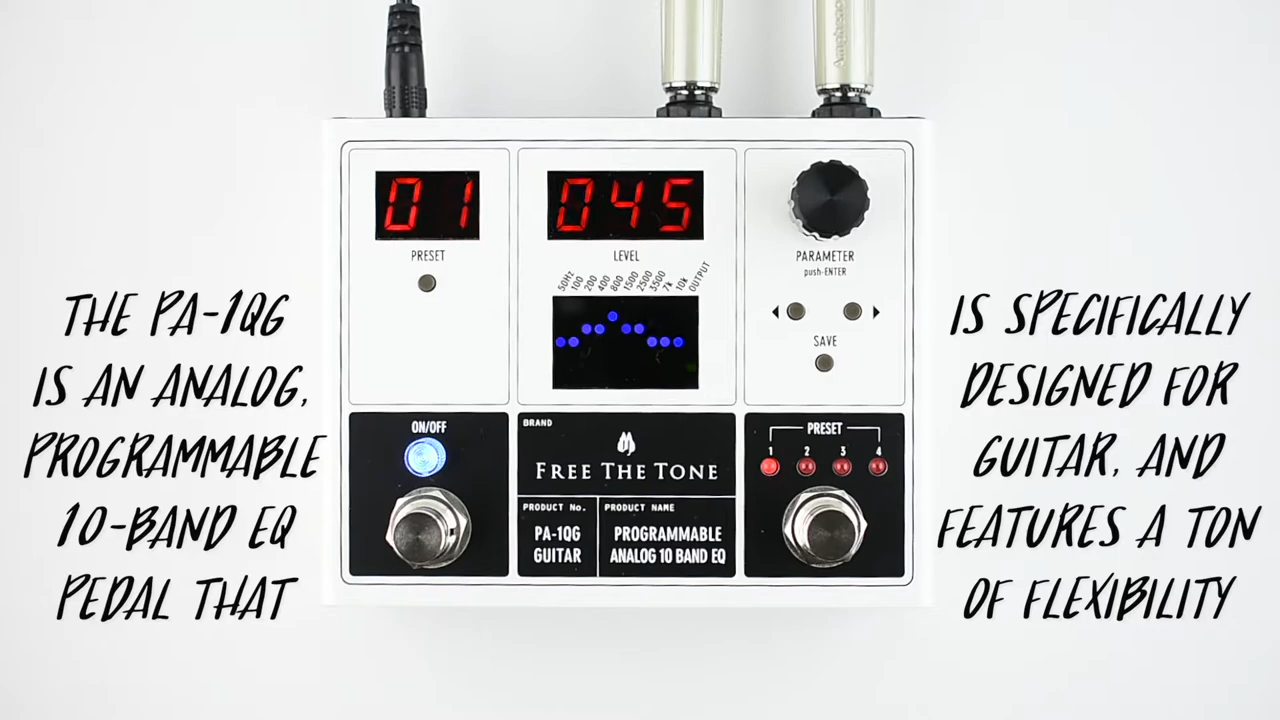 THE PA-1QG
IS AN ANALOG,
PROGRAMMABLE
10-BAND EQ
PEDAL THAT
01
PRESET
045
LEVEL
50Hz 100 200 400 800 1500 2500 3500 7k 10k OUTPUT
PARAMETER
push-ENTER
SAVE
ON/OFF
BRAND
FREE THE TONE
PRODUCT No.
PA-1QG
GUITAR
PRODUCT NAME
PROGRAMMABLE
ANALOG 10 BAND EQ
PRESET
1 2 3 4
IS SPECIFICALLY
DESIGNED FOR
GUITAR, AND
FEATURES A TON
OF FLEXIBILITY